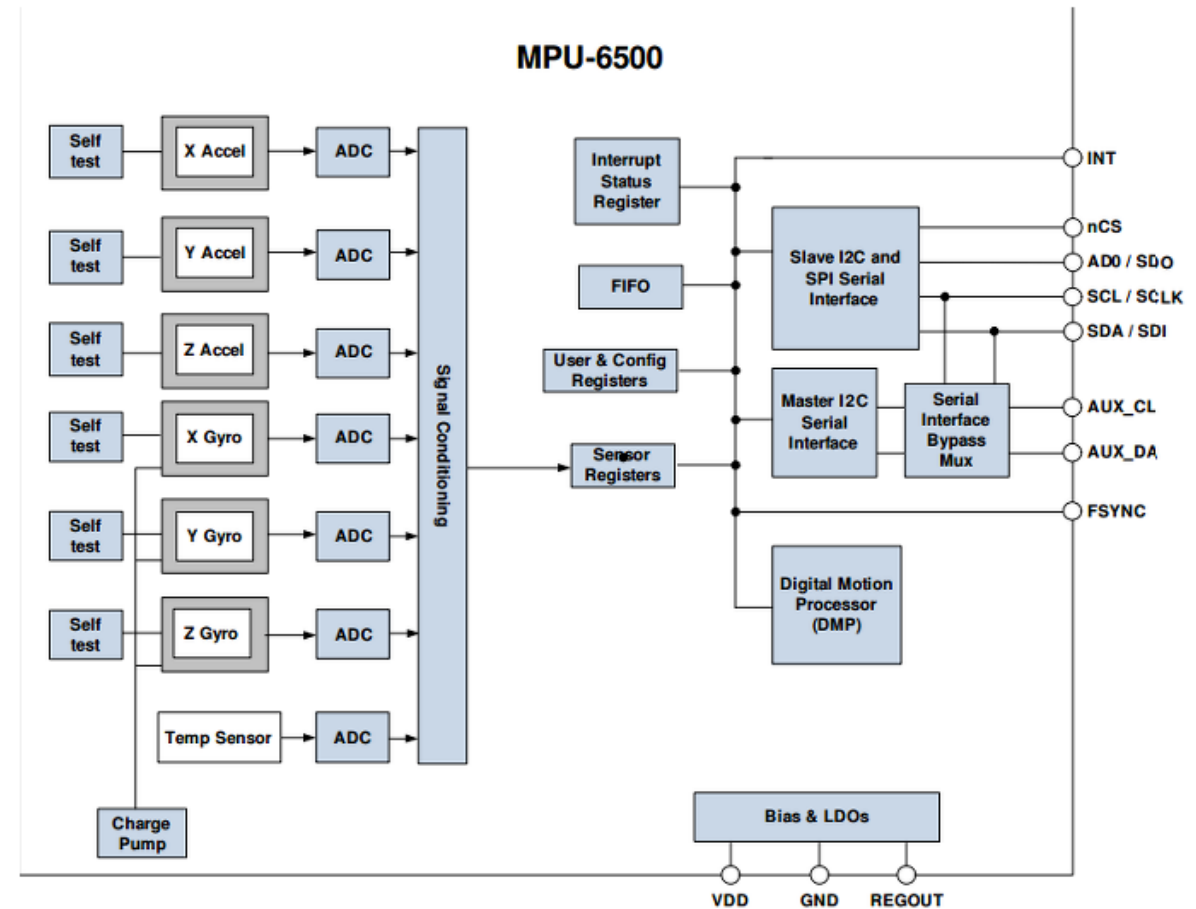 MPU-6500
Self
test
X Accel
ADC
Self
test
Y Accel
ADC
Self
test
Z Accel
ADC
Self
test
X Gyro
ADC
Self
test
Y Gyro
ADC
Self
test
Z Gyro
ADC
Temp Sensor
ADC
Charge
Pump
Signal Conditioning
Interrupt
Status
Register
FIFO
User & Config
Registers
Sensor
Registers
Slave I2C and
SPI Serial
Interface
Master I2C
Serial
Interface
Serial
Interface
Bypass
Mux
Digital Motion
Processor
(DMP)
Bias & LDOs
INT
nCS
AD0 / SDO
SCL / SCLK
SDA / SDI
AUX_CL
AUX_DA
FSYNC
VDD
GND
REGOUT